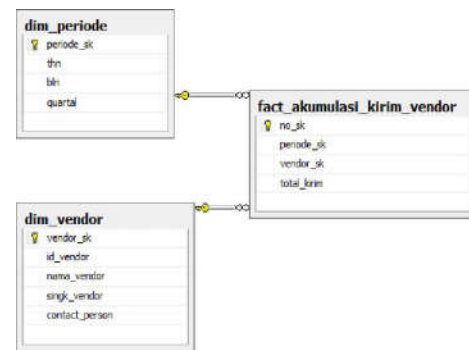 dim_periode
periode_sk
thn
bln
quartal
fact_akumulasi_kirim_vendor
no_sk
periode_sk
vendor_sk
total_kirim
dim_vendor
vendor_sk
id_vendor
nama_vendor
singk_vendor
contact_person